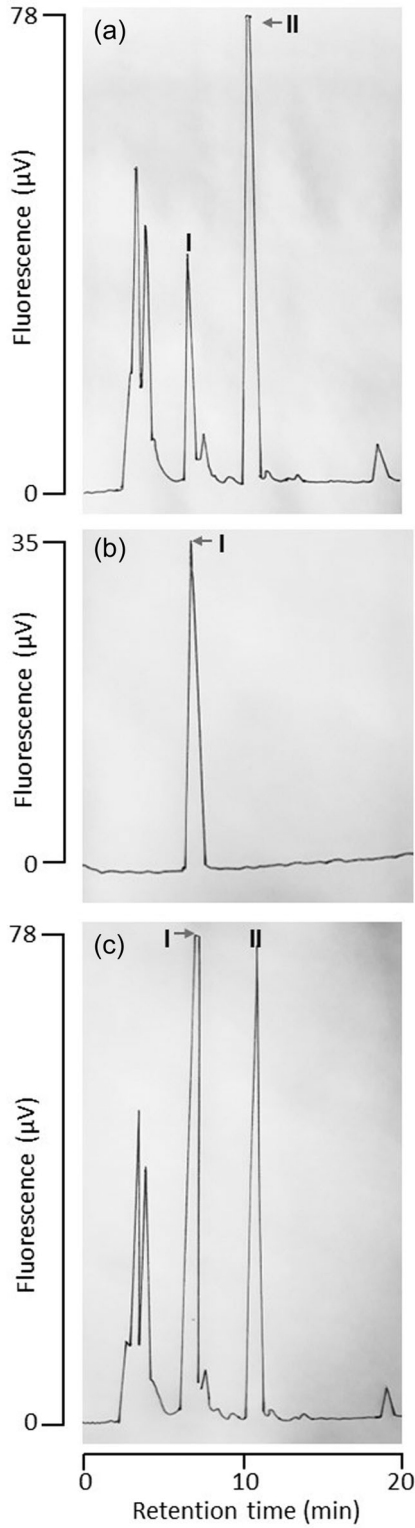 78
(a)
II
Fluorescence (µV)
I
0
35
(b)
I
Fluorescence (µV)
0
78
(c)
I
II
Fluorescence (µV)
0
0
10
20
Retention time (min)